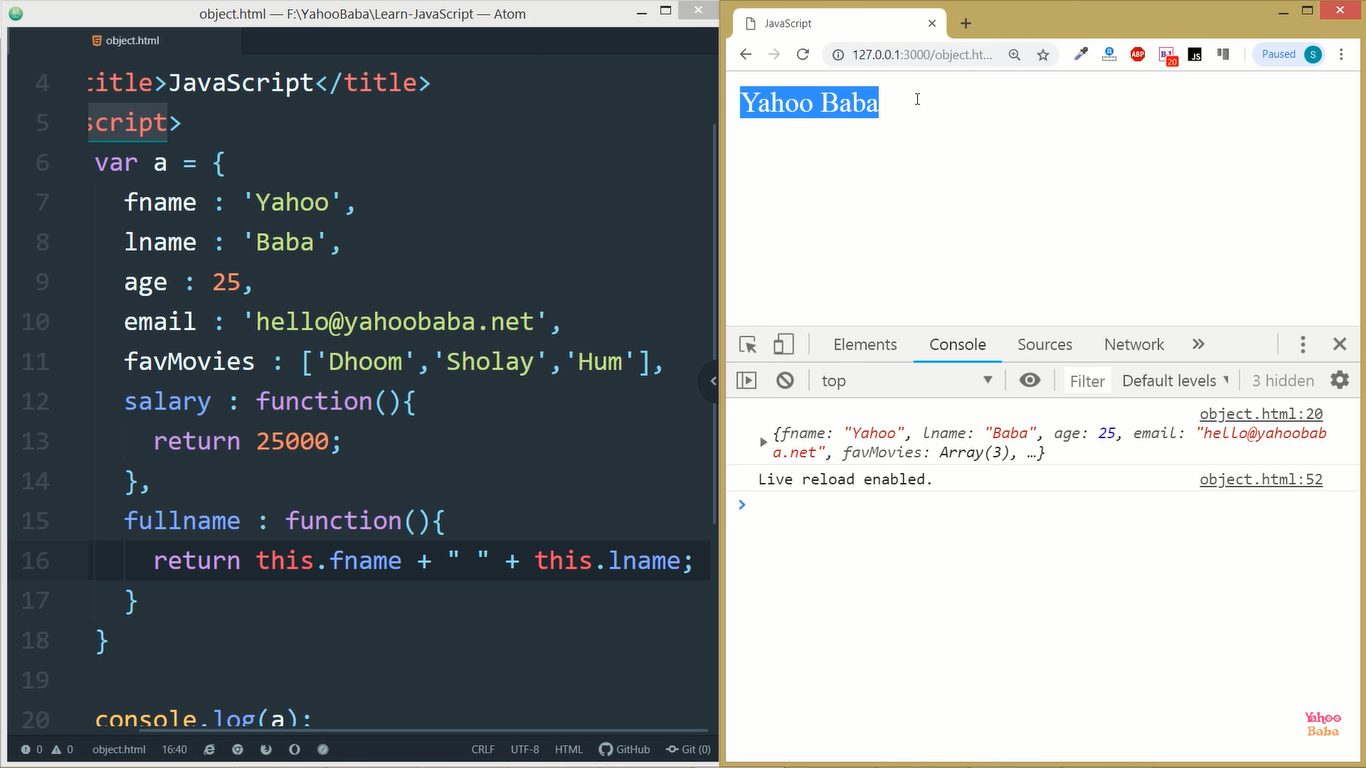 object.html — F:\YahooBaba\Learn-JavaScript — Atom
object.html
4 title>JavaScript</title>
5 script>
6 var a = {
7 fname : 'Yahoo',
8 lname : 'Baba',
9 age : 25,
10 email : 'hello@yahoobaba.net',
11 favMovies : ['Dhoom','Sholay','Hum'],
12 salary : function(){
13 return 25000;
14 },
15 fullname : function(){
16 return this.fname + " " + this.lname;
17 }
18 }
19
20 console.log(a);
0 0 object.html 16:40 CRLF UTF-8 HTML GitHub Git (0)
JavaScript
127.0.0.1:3000/object.ht... ABP 20 JS Paused S
Yahoo Baba
Elements Console Sources Network »
top Filter Default levels 3 hidden
object.html:20
{fname: "Yahoo", lname: "Baba", age: 25, email: "hello@yahoobab
a.net", favMovies: Array(3), …}
Live reload enabled. object.html:52
Yahoo
Baba